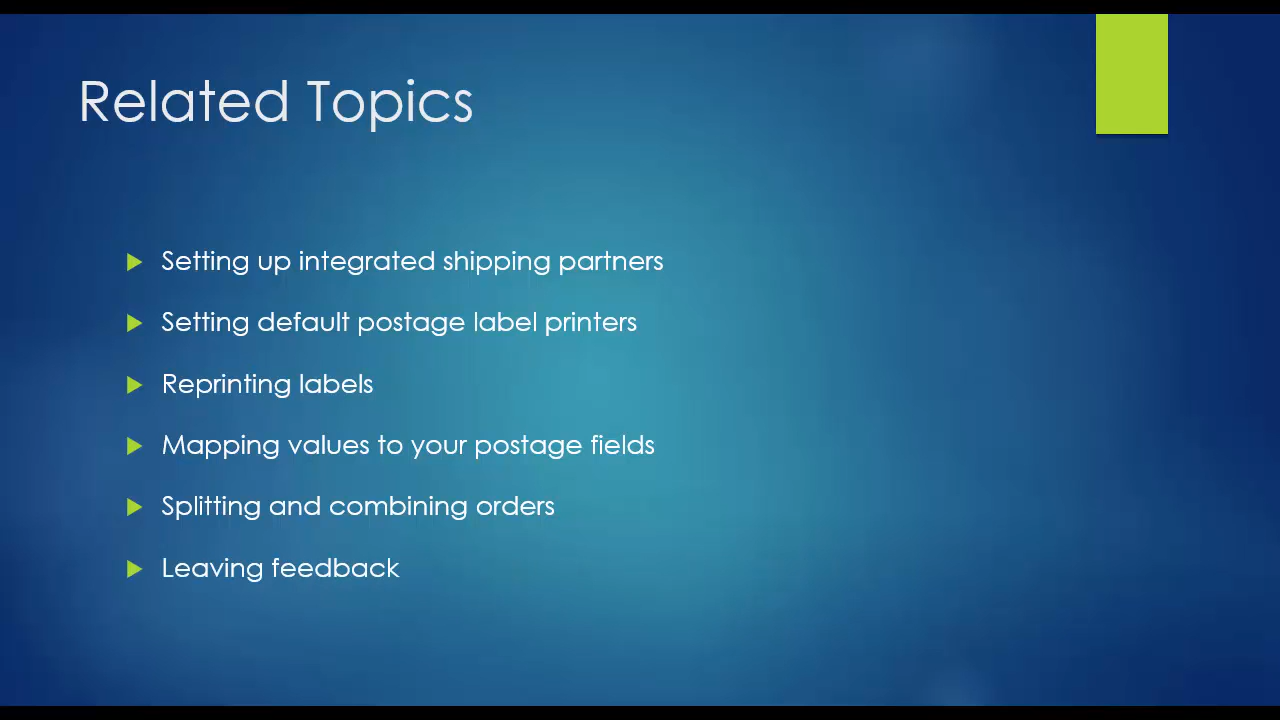 Related Topics
Setting up integrated shipping partners
Setting default postage label printers
Reprinting labels
Mapping values to your postage fields
Splitting and combining orders
Leaving feedback